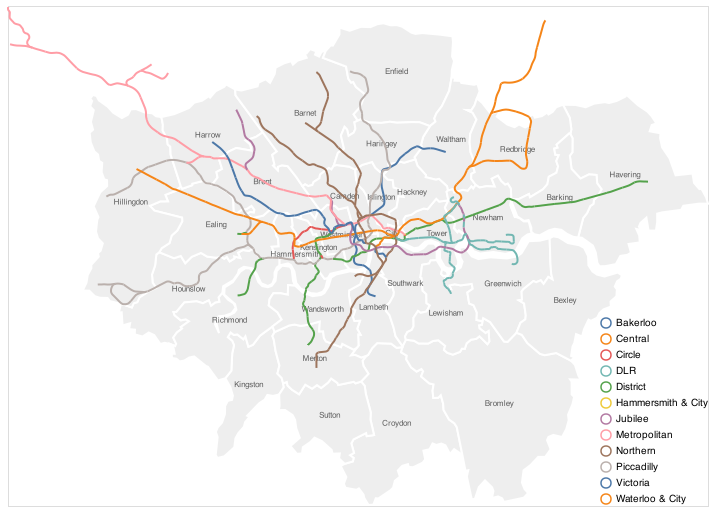 Enfield
Barnet
Haringey
Waltham
Harrow
Redbridge
Havering
Brent
Camden
Islington
Hackney
Barking
Hillingdon
Newham
Ealing
Westminster
City
Tower
Kensington
Hammersmith
Hounslow
Southwark
Greenwich
Bexley
Richmond
Wandsworth
Lambeth
Lewisham
Merton
Kingston
Bromley
Sutton
Croydon
Bakerloo
Central
Circle
DLR
District
Hammersmith & City
Jubilee
Metropolitan
Northern
Piccadilly
Victoria
Waterloo & City